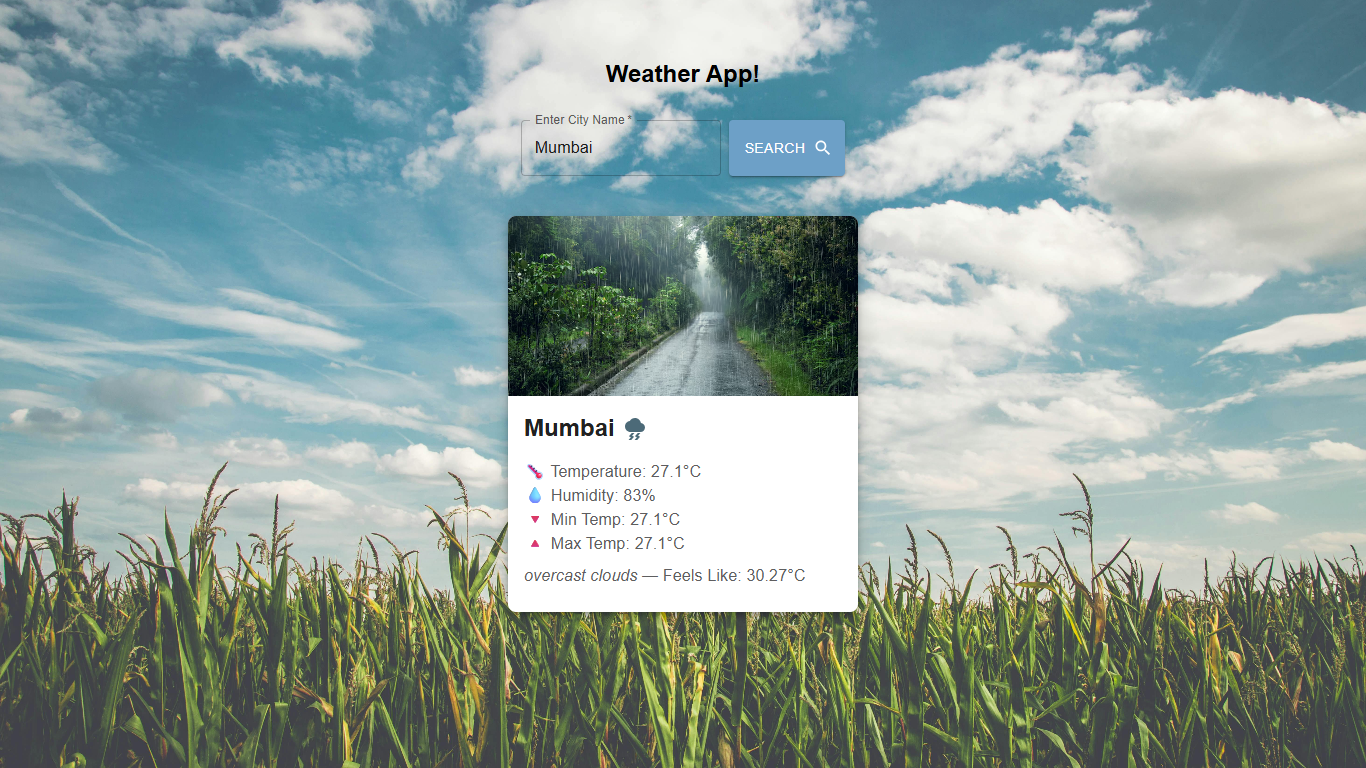 Weather App!
Enter City Name *
Mumbai
SEARCH
Mumbai
Temperature: 27.1°C
Humidity: 83%
Min Temp: 27.1°C
Max Temp: 27.1°C
overcast clouds — Feels Like: 30.27°C